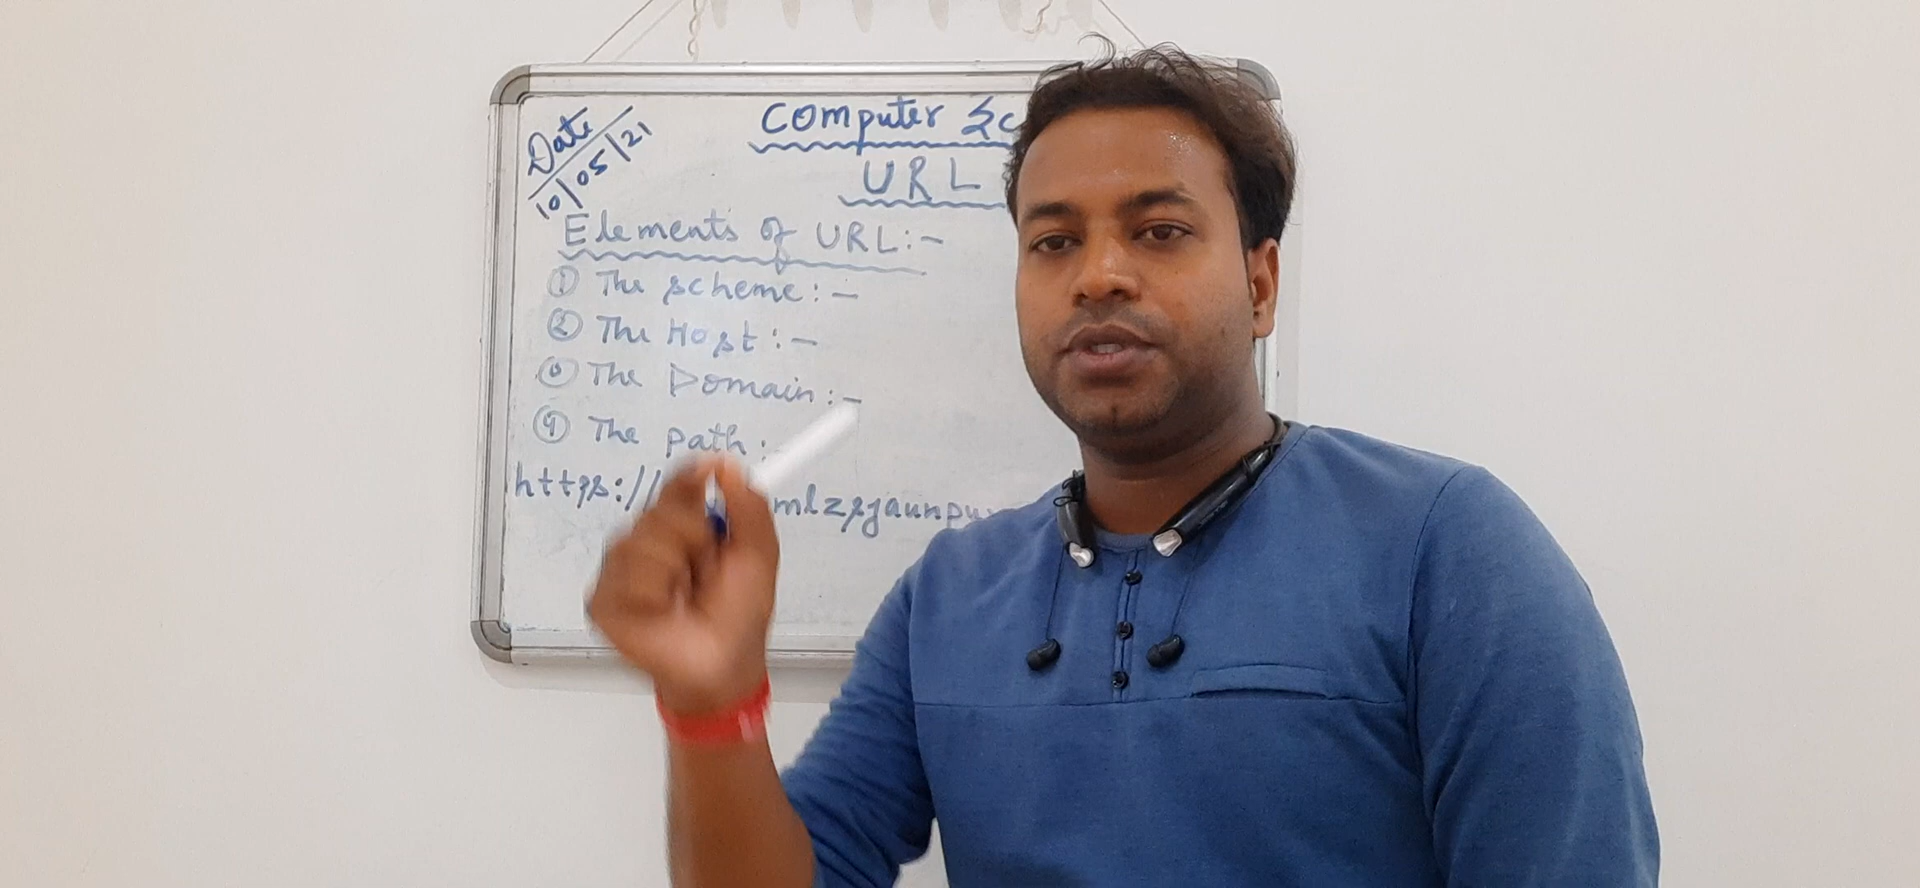 Date
10/05/21
Computer Sc
URL
Elements of URL:-
① The scheme:-
② The Host:-
③ The Domain:-
④ The path:
https://
mlzsjaunpu